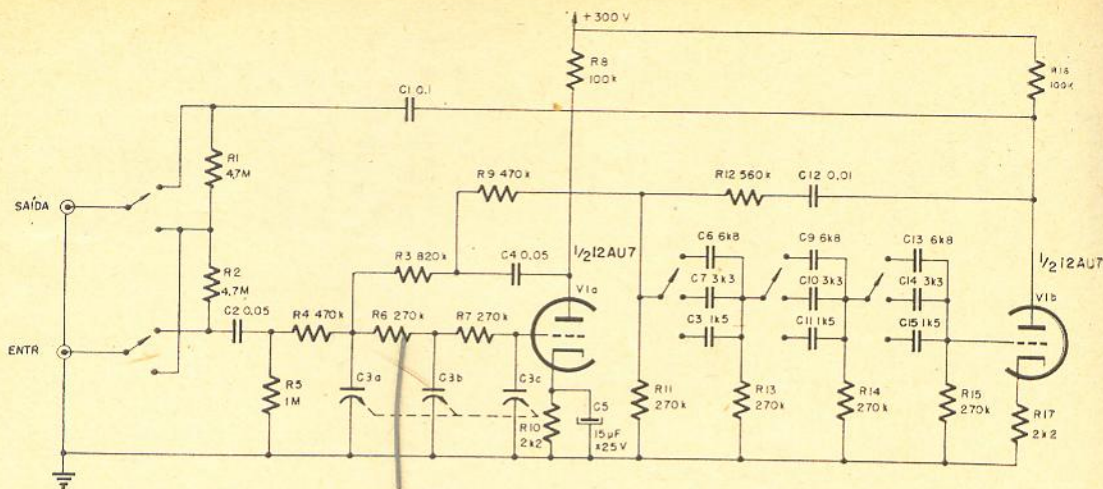 +300 V
R8
100k
R16
100k
C1 0.1
R1
4,7M
SAÍDA
R9 470k
R12 560k
C12 0,01
R3 820k
C4 0,05
1/2 12AU7
V1a
C6 6k8
C7 3k3
C3 1k5
C9 6k8
C10 3k3
C11 1k5
C13 6k8
C14 3k3
C15 1k5
1/2 12AU7
V1b
R2
4,7M
C2 0,05
R4 470k
R6 270k
R7 270k
ENTR
R5
1M
C3a
C3b
C3c
R10
2k2
C5
15µF
x25V
R11
270k
R13
270k
R14
270k
R15
270k
R17
2k2